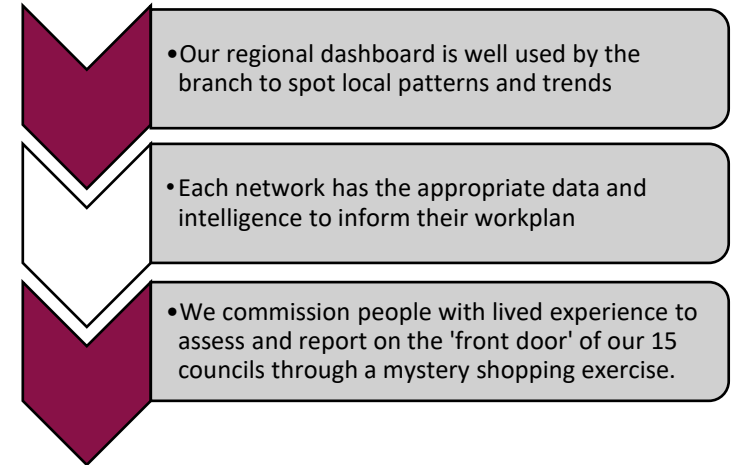 •Our regional dashboard is well used by the
branch to spot local patterns and trends
•Each network has the appropriate data and
intelligence to inform their workplan
•We commission people with lived experience to
assess and report on the 'front door' of our 15
councils through a mystery shopping exercise.